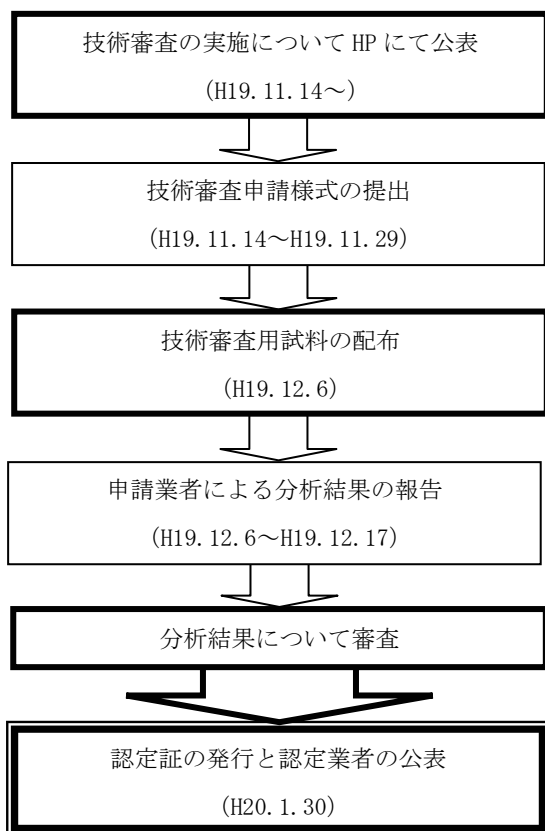 技術審査の実施について HP にて公表
(H19.11.14～)
技術審査申請様式の提出
(H19.11.14～H19.11.29)
技術審査用試料の配布
(H19.12.6)
申請業者による分析結果の報告
(H19.12.6～H19.12.17)
分析結果について審査
認定証の発行と認定業者の公表
(H20.1.30)